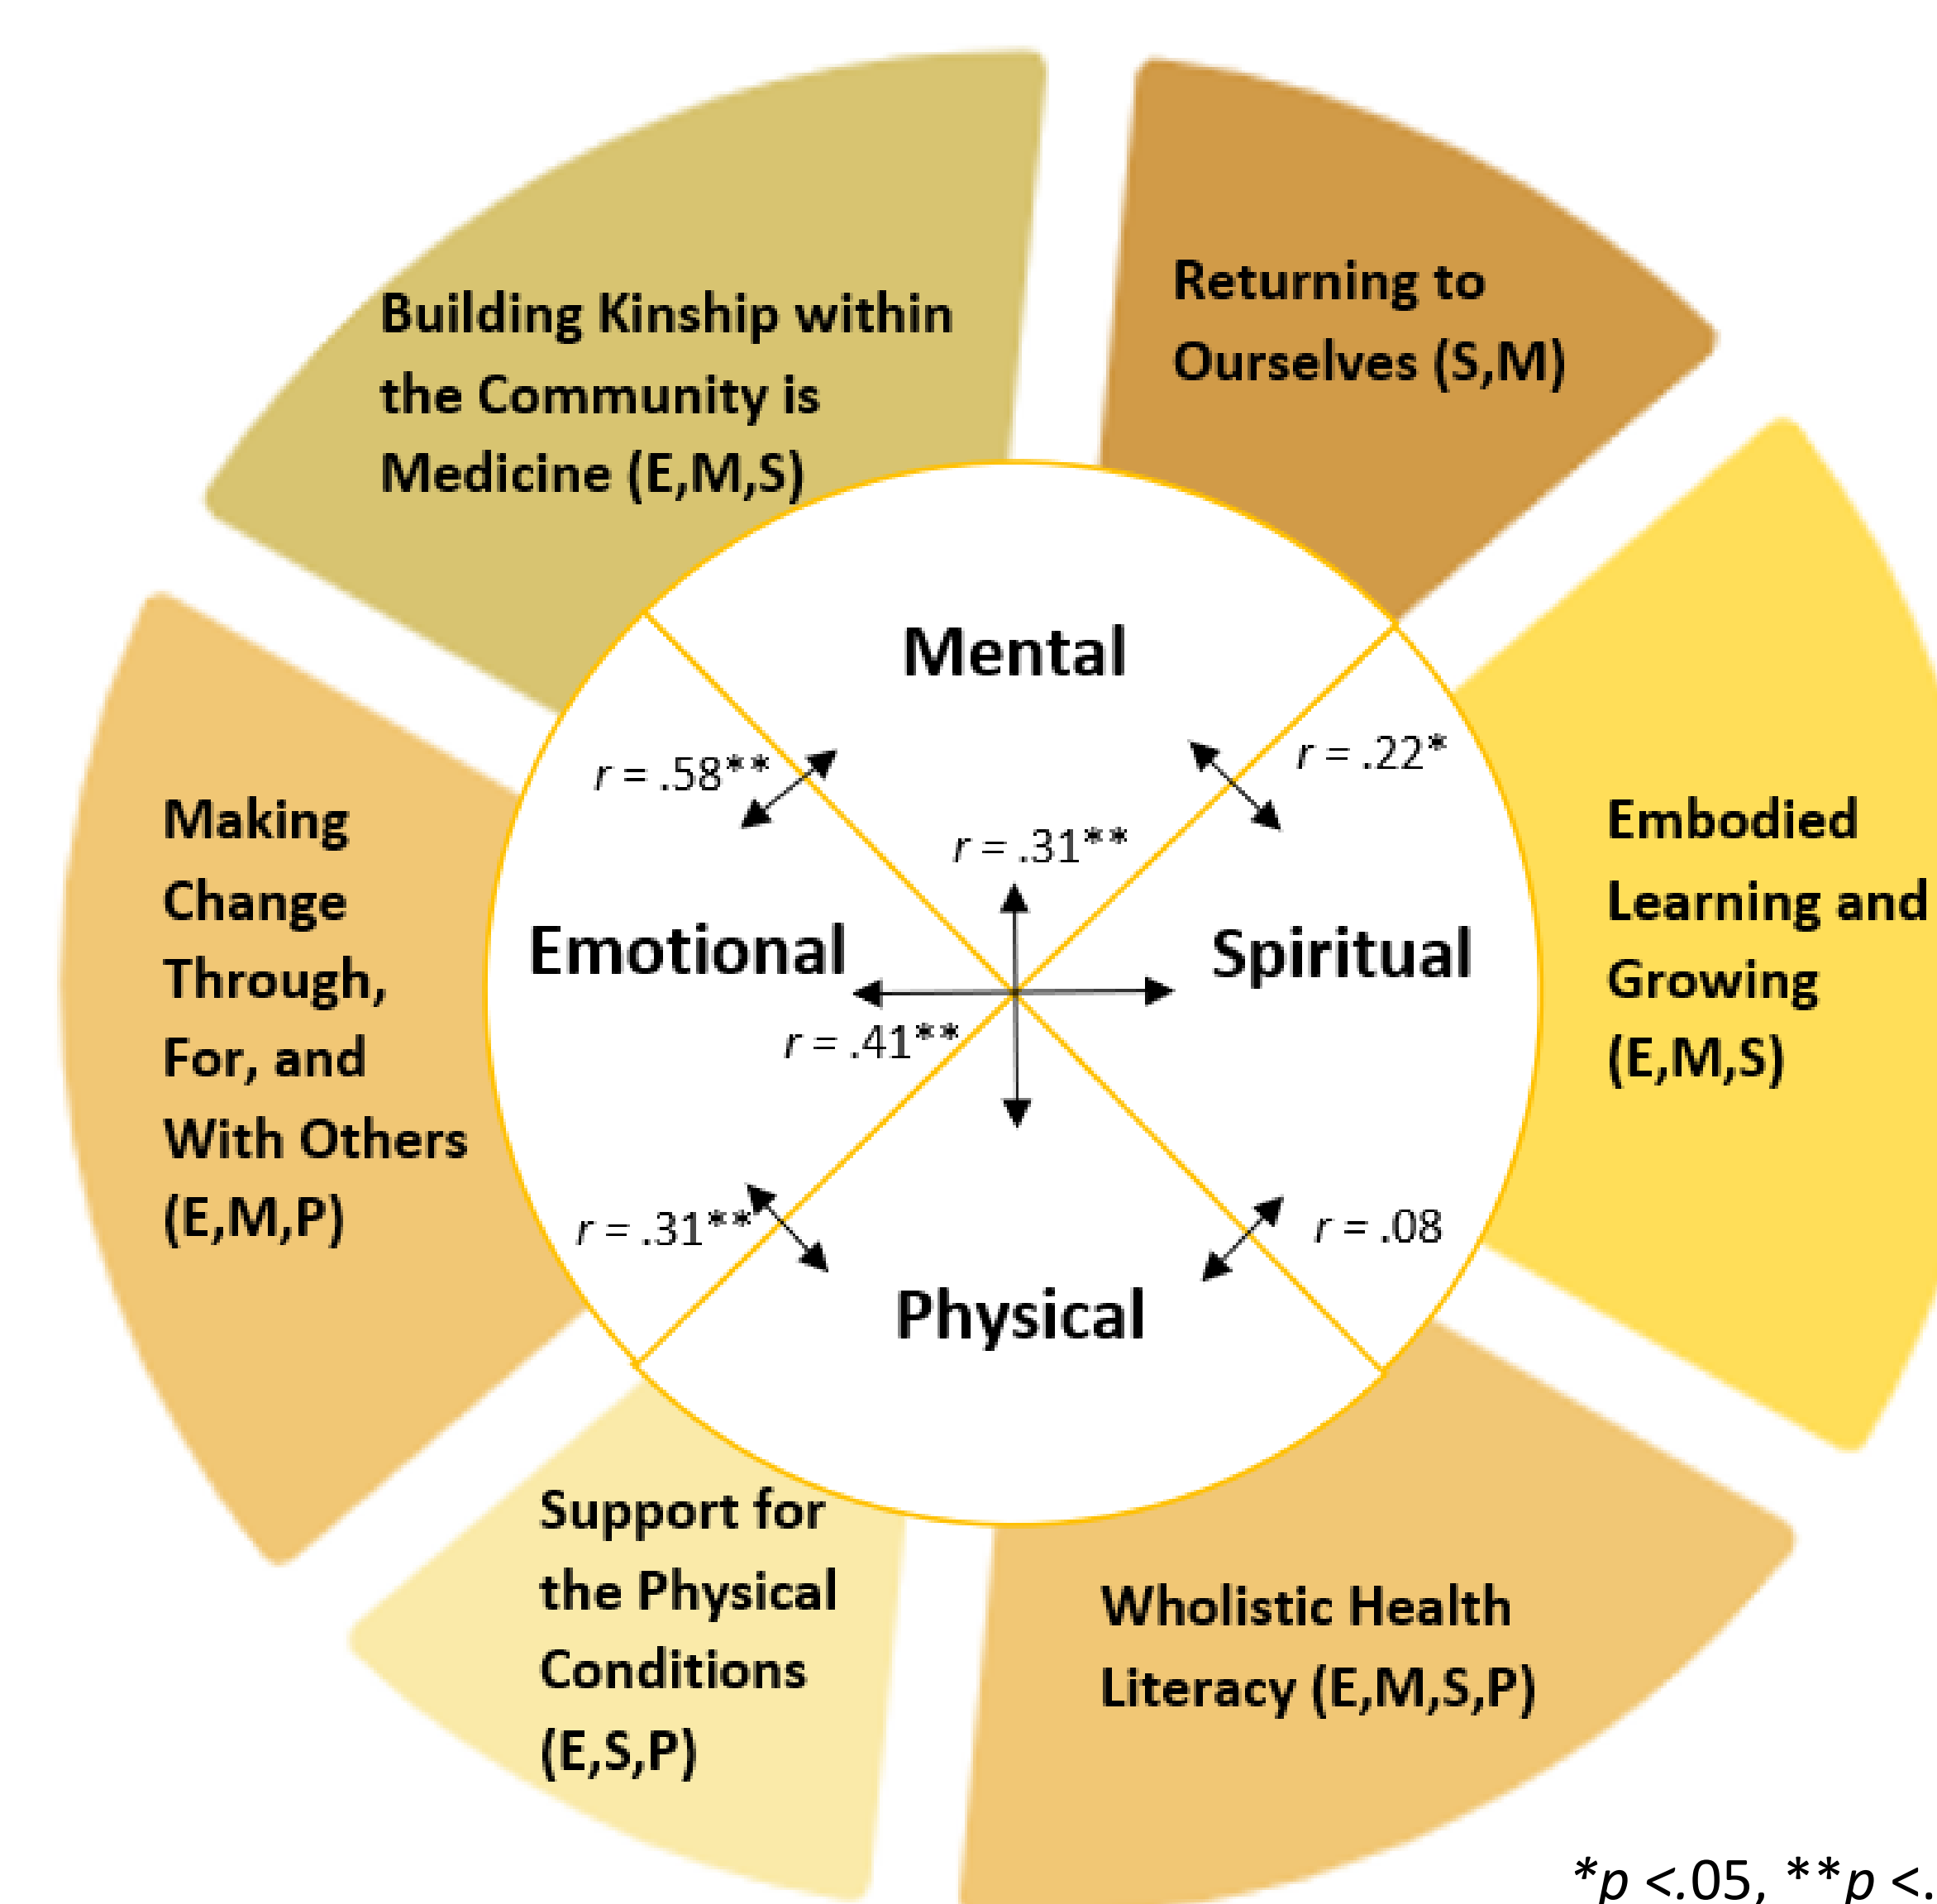 Building Kinship within
the Community is
Medicine (E,M,S)
Returning to
Ourselves (S,M)
Mental
r = .58**
r = .22*
r = .31**
Making
Change
Through,
For, and
With Others
(E,M,P)
Emotional
Spiritual
r = .41**
Embodied
Learning and
Growing
(E,M,S)
r = .31**
r = .08
Physical
Support for
the Physical
Conditions
(E,S,P)
Wholistic Health
Literacy (E,M,S,P)
*p <.05, **p <.